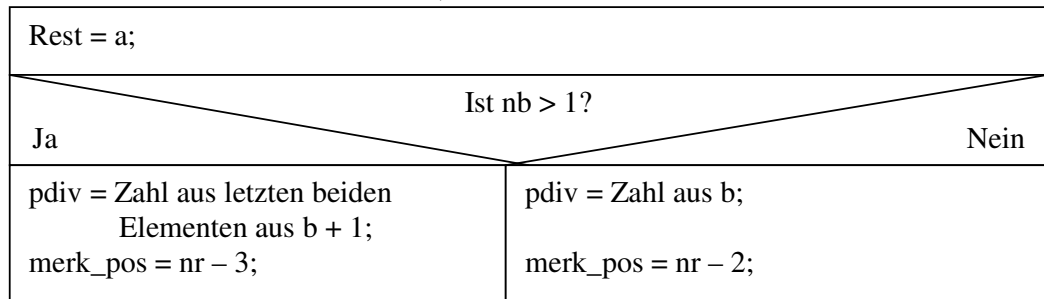 Rest = a;
Ist nb > 1?
Ja
Nein
pdiv = Zahl aus letzten beiden
Elementen aus b + 1;
merk_pos = nr – 3;
pdiv = Zahl aus b;
merk_pos = nr – 2;